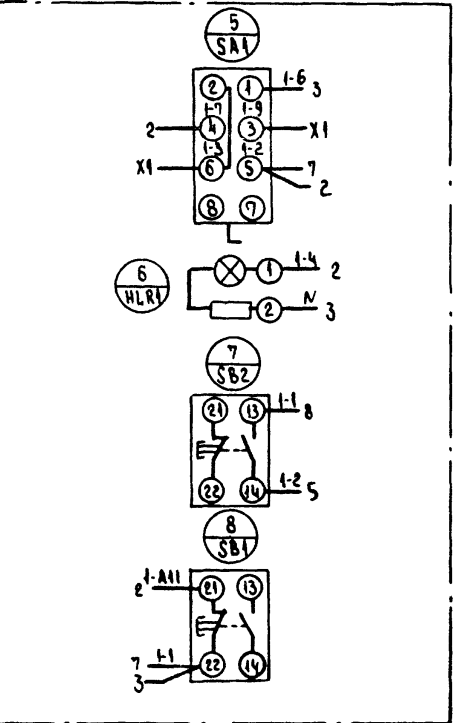 5
SA1
2 1 1-6 3
1-7 1-9
2 4 3 X1
1-3 1-2
X1 6 5 7
2
8 7
6
HLR1
1 1-4 2
2 N 3
7
SB2
21 13 1-1 8
22 14 1-2 5
8
SB1
2 1-A11 21 13
7 1-1 22 14
3